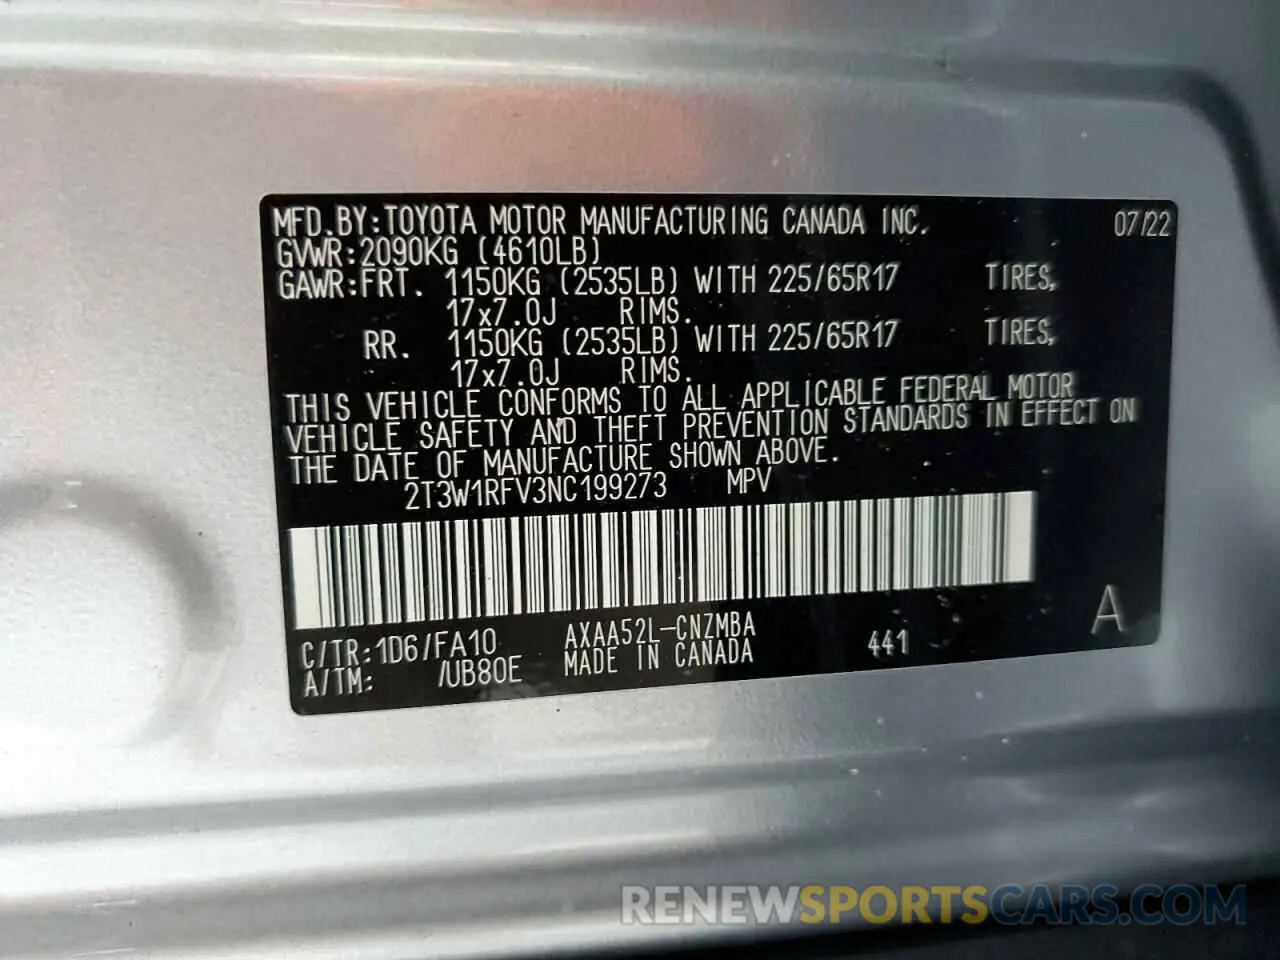 MFD.BY:TOYOTA MOTOR MANUFACTURING CANADA INC. 07/22
GVWR:2090KG (4610LB)
GAWR:FRT. 1150KG (2535LB) WITH 225/65R17 TIRES,
17x7.0J RIMS.
RR. 1150KG (2535LB) WITH 225/65R17 TIRES,
17x7.0J RIMS.
THIS VEHICLE CONFORMS TO ALL APPLICABLE FEDERAL MOTOR
VEHICLE SAFETY AND THEFT PREVENTION STANDARDS IN EFFECT ON
THE DATE OF MANUFACTURE SHOWN ABOVE.
2T3W1RFV3NC199273 MPV
C/TR:1D6/FA10 AXAA52L-CNZMBA 441 A
A/TM: /UB80E MADE IN CANADA
RENEWSPORTSCARS.COM